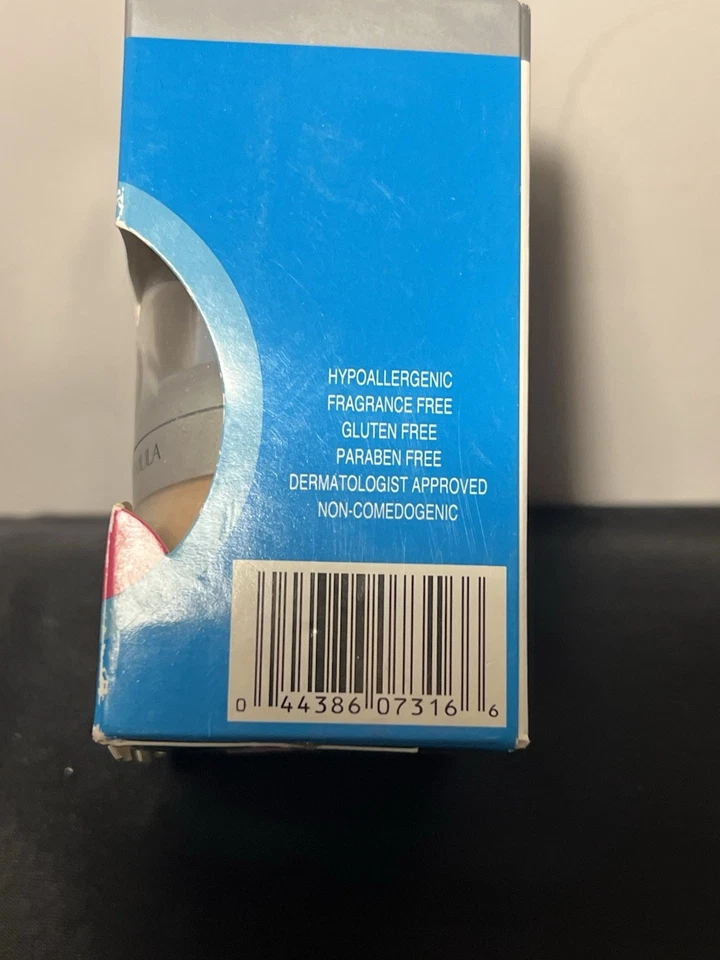 HYPOALLERGENIC
FRAGRANCE FREE
GLUTEN FREE
PARABEN FREE
DERMATOLOGIST APPROVED
NON-COMEDOGENIC
0 44386 07316 6